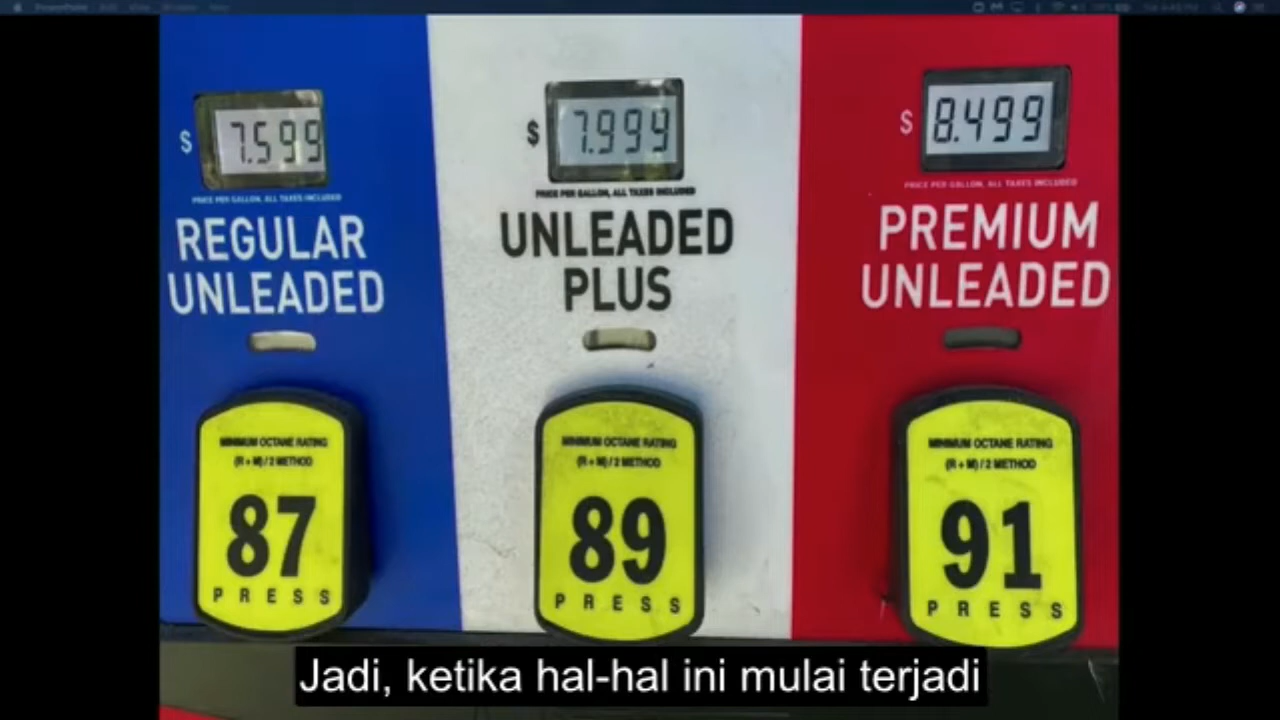 $ 7.599
PRICE PER GALLON, ALL TAXES INCLUDED
REGULAR
UNLEADED
MINIMUM OCTANE RATING
(R + M) / 2 METHOD
87
PRESS
$ 7.999
PRICE PER GALLON, ALL TAXES INCLUDED
UNLEADED
PLUS
MINIMUM OCTANE RATING
(R + M) / 2 METHOD
89
PRESS
$ 8.499
PRICE PER GALLON, ALL TAXES INCLUDED
PREMIUM
UNLEADED
MINIMUM OCTANE RATING
(R + M) / 2 METHOD
91
PRESS
Jadi, ketika hal-hal ini mulai terjadi